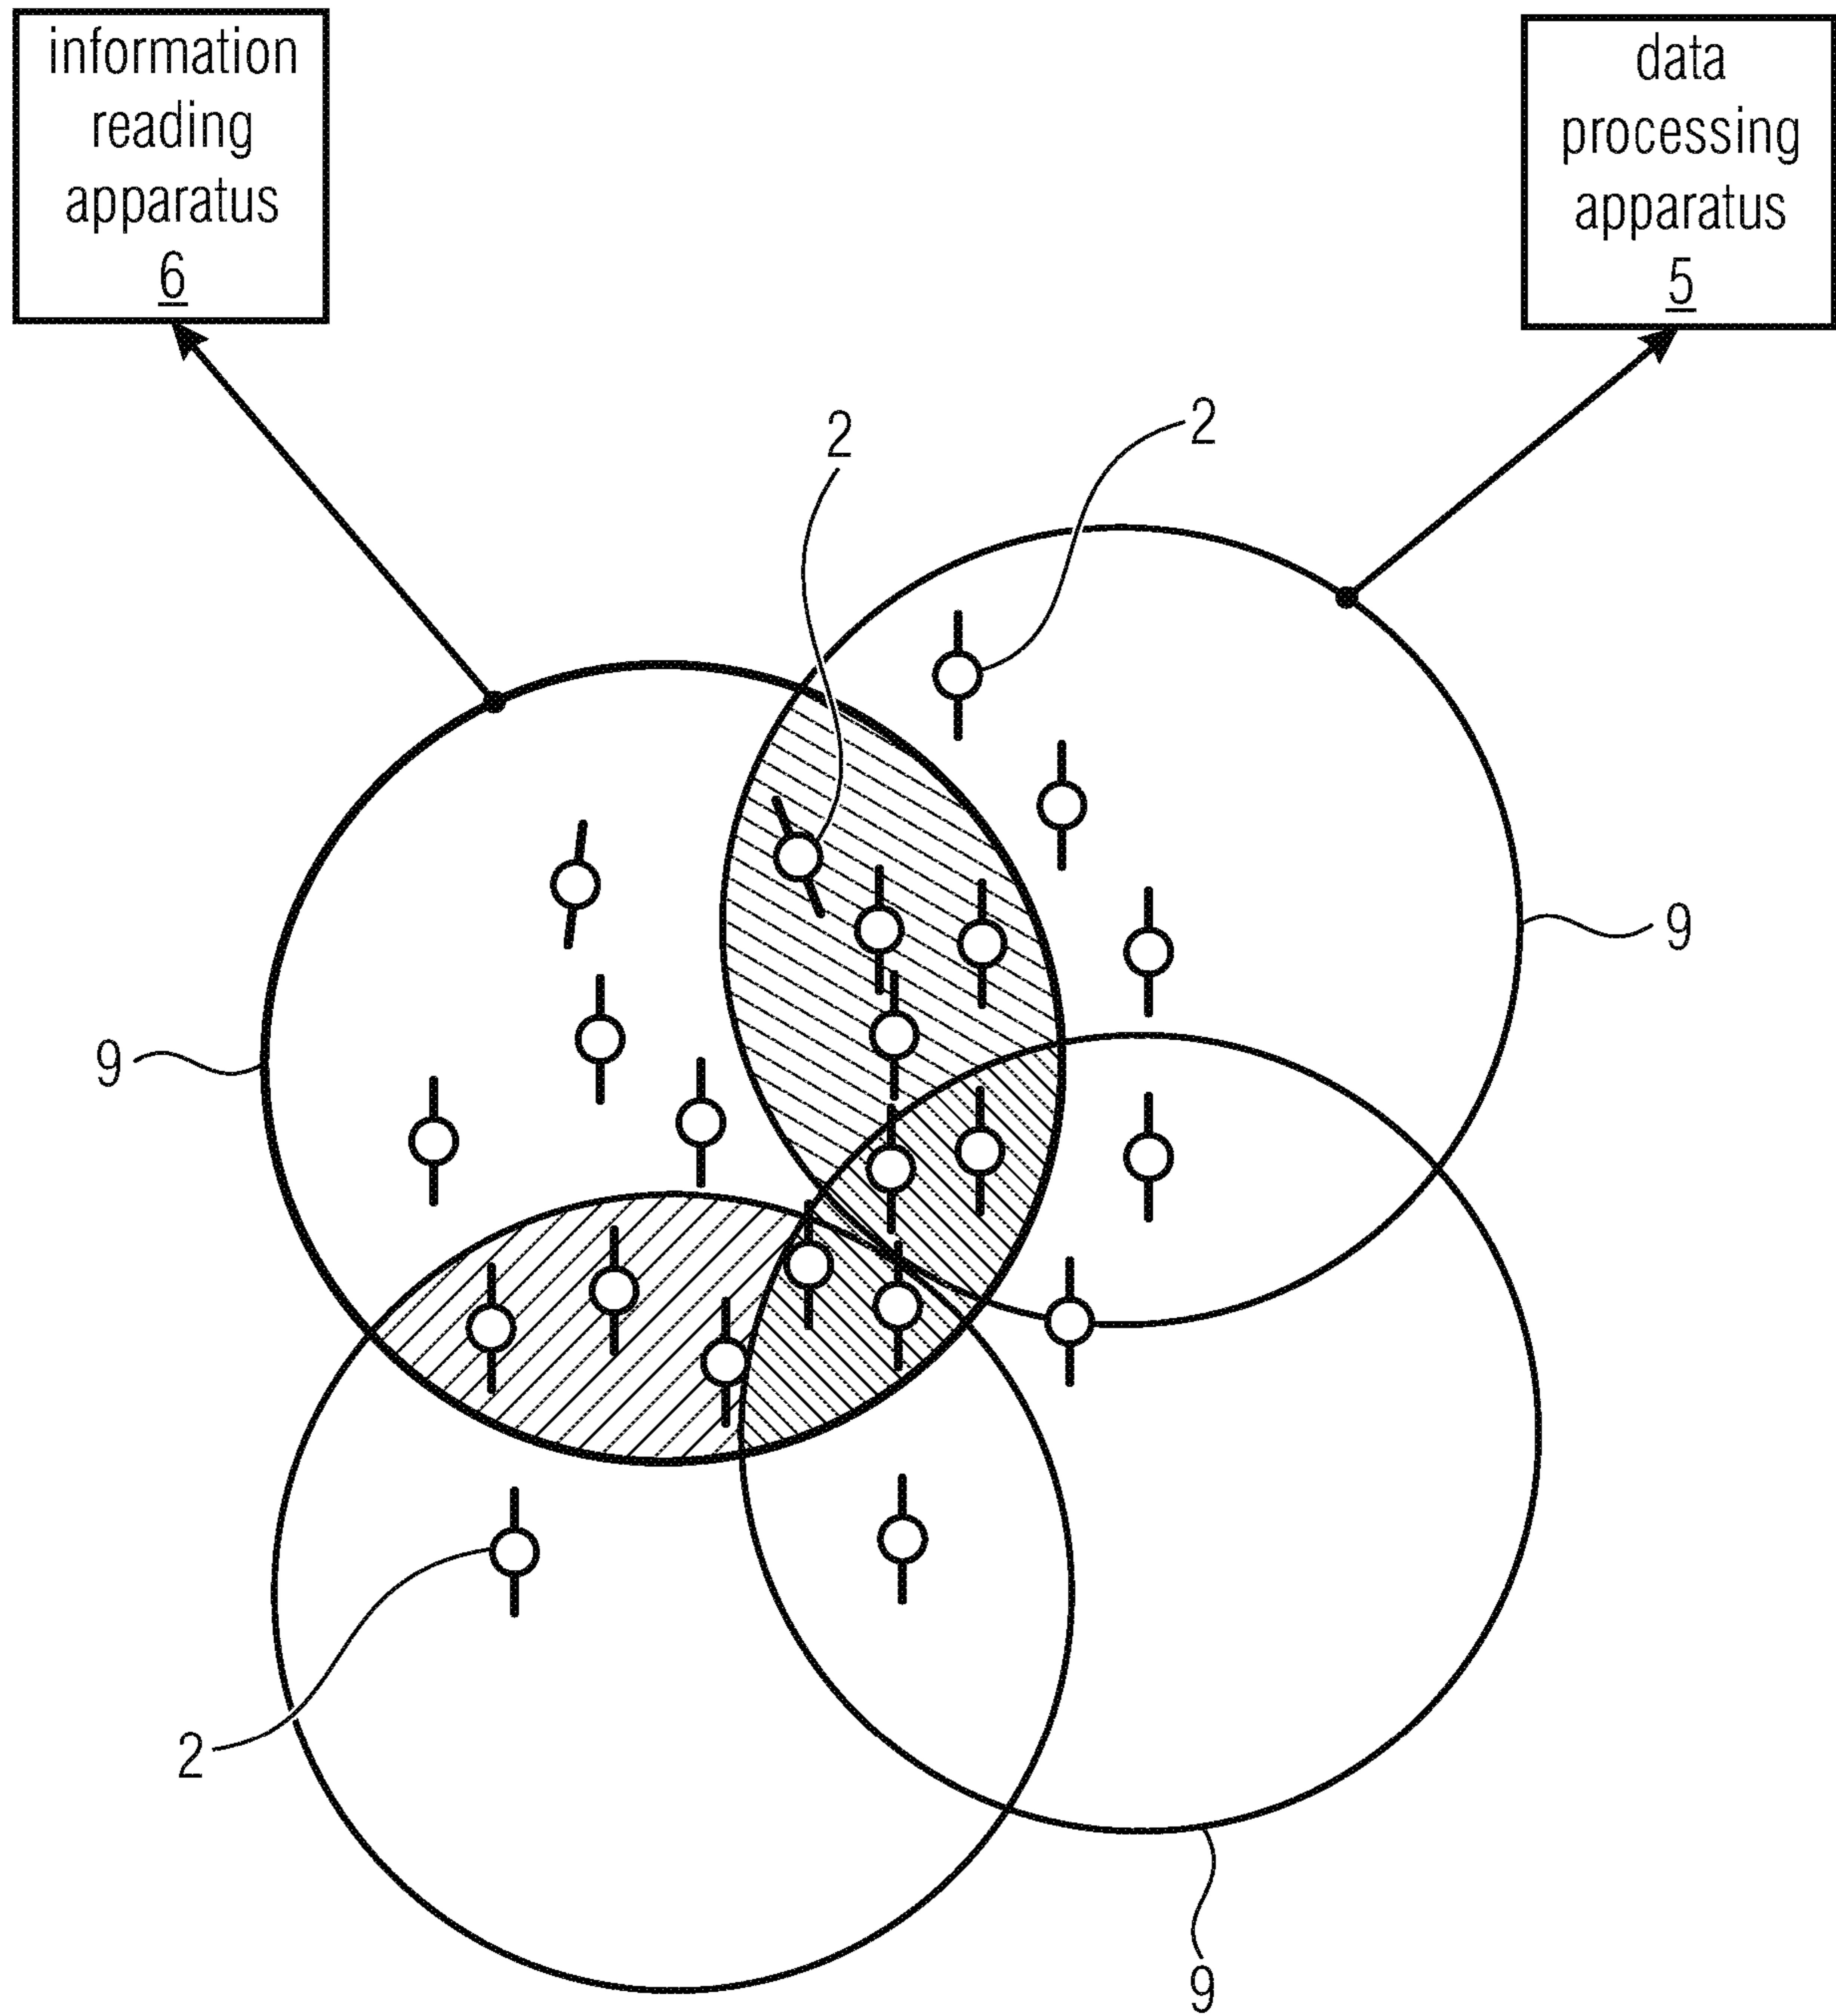 information
reading
apparatus
6
data
processing
apparatus
5
2
2
9
9
2
9